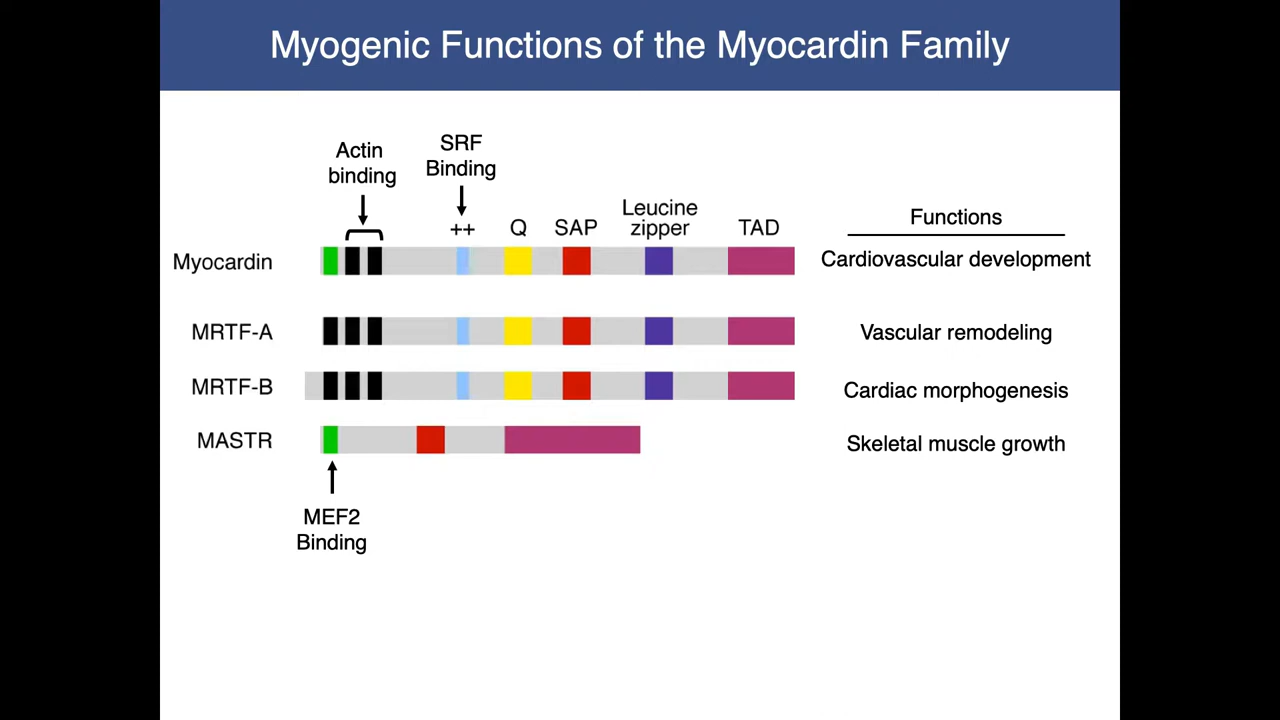 Myogenic Functions of the Myocardin Family
Actin
binding
SRF
Binding
++
Q
SAP
Leucine
zipper
TAD
Functions
Myocardin
Cardiovascular development
MRTF-A
Vascular remodeling
MRTF-B
Cardiac morphogenesis
MASTR
Skeletal muscle growth
MEF2
Binding